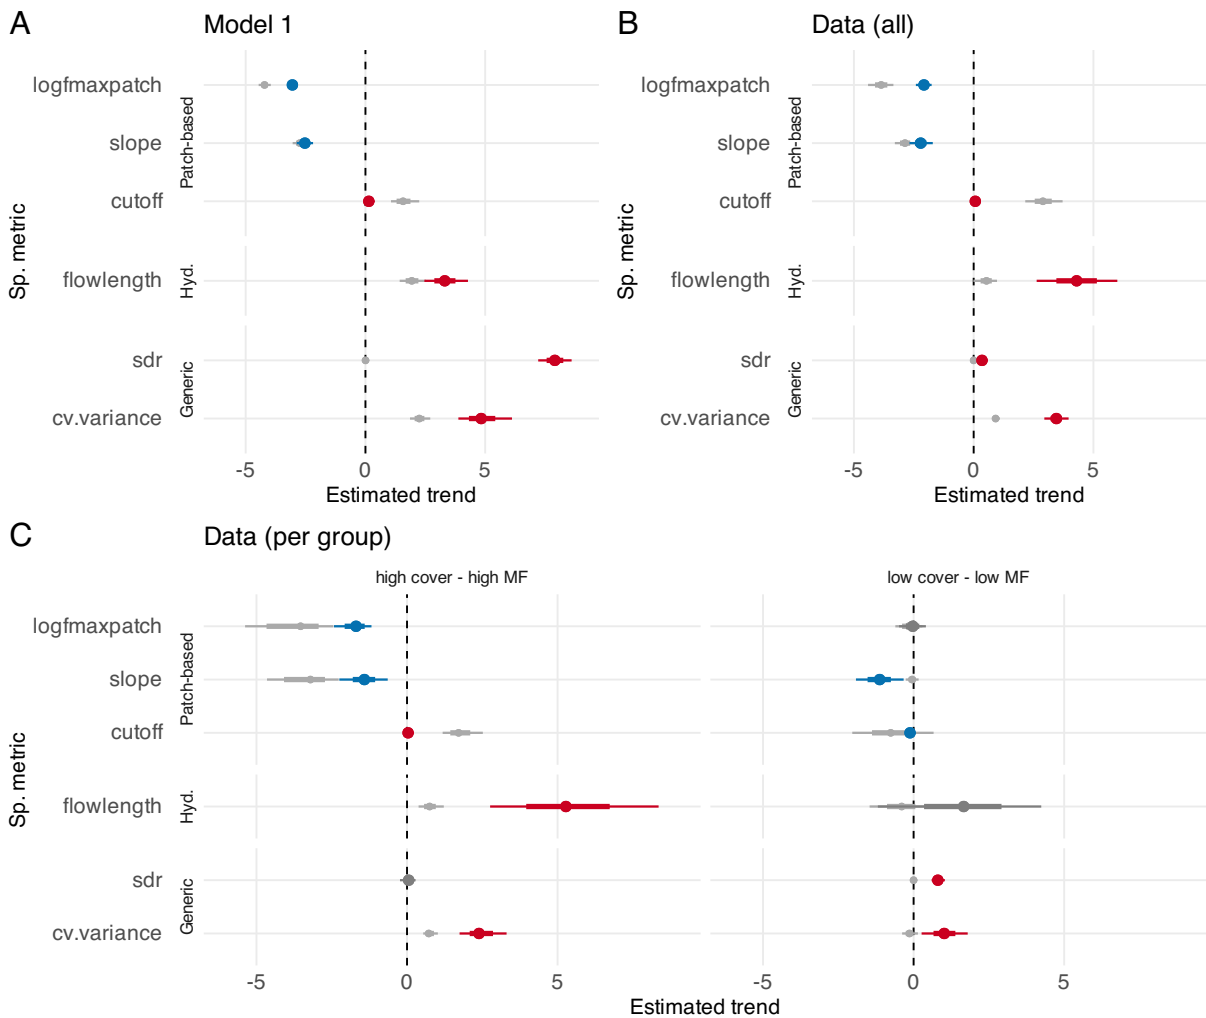 A
Model 1
logfmaxpatch
slope
cutoff
flowlength
sdr
cv.variance
Patch-based
Hyd.
Generic
Sp. metric
-5 0 5
Estimated trend
B
Data (all)
logfmaxpatch
slope
cutoff
flowlength
sdr
cv.variance
Patch-based
Hyd.
Generic
Sp. metric
-5 0 5
Estimated trend
C
Data (per group)
high cover - high MF
low cover - low MF
logfmaxpatch
slope
cutoff
flowlength
sdr
cv.variance
Patch-based
Hyd.
Generic
Sp. metric
-5 0 5
-5 0 5
Estimated trend